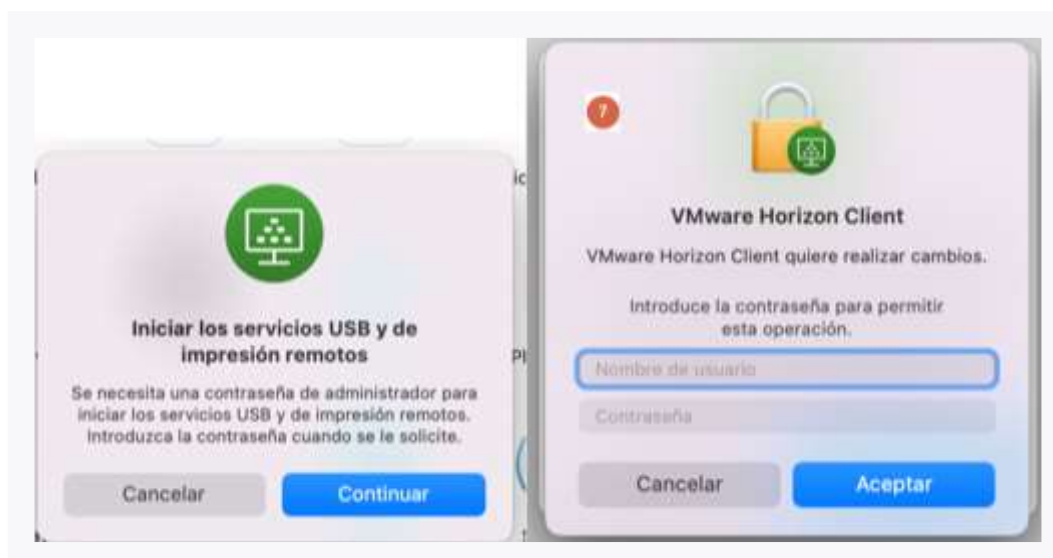 Iniciar los servicios USB y de
impresión remotos
Se necesita una contraseña de administrador para
iniciar los servicios USB y de impresión remotos.
Introduzca la contraseña cuando se le solicite.
Cancelar
Continuar
7
VMware Horizon Client
VMware Horizon Client quiere realizar cambios.
Introduce la contraseña para permitir
esta operación.
Nombre de usuario
Contraseña
Cancelar
Aceptar